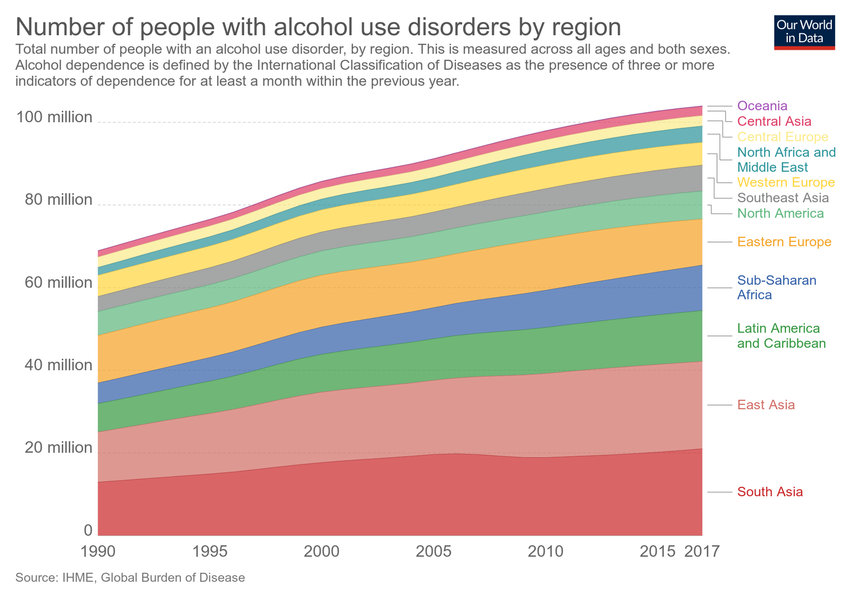 Number of people with alcohol use disorders by region
Our World
in Data
Total number of people with an alcohol use disorder, by region. This is measured across all ages and both sexes.
Alcohol dependence is defined by the International Classification of Diseases as the presence of three or more
indicators of dependence for at least a month within the previous year.
100 million
80 million
60 million
40 million
20 million
0
1990
1995
2000
2005
2010
2015
2017
Oceania
Central Asia
Central Europe
North Africa and
Middle East
Western Europe
Southeast Asia
North America
Eastern Europe
Sub-Saharan
Africa
Latin America
and Caribbean
East Asia
South Asia
Source: IHME, Global Burden of Disease